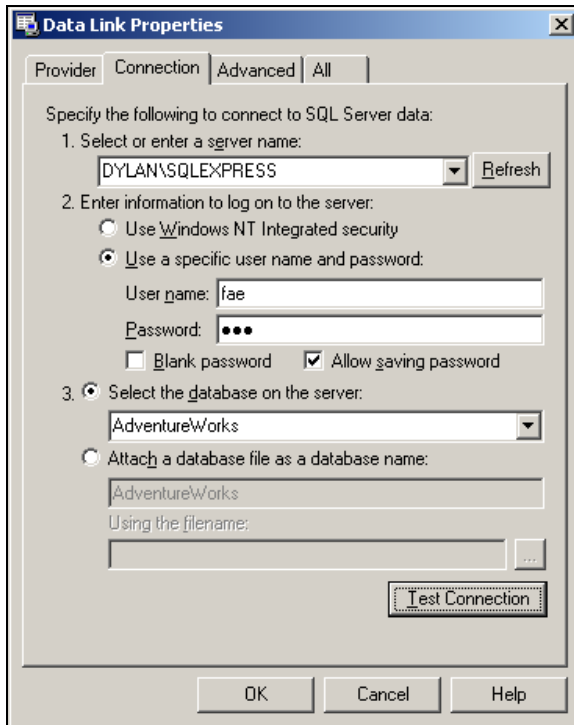 Data Link Properties
Provider Connection Advanced All
Specify the following to connect to SQL Server data:
1. Select or enter a server name:
DYLAN\SQLEXPRESS Refresh
2. Enter information to log on to the server:
Use Windows NT Integrated security
Use a specific user name and password:
User name: fae
Password: ●●●
Blank password Allow saving password
3. Select the database on the server:
AdventureWorks
Attach a database file as a database name:
AdventureWorks
Using the filename:
...
Test Connection
OK Cancel Help